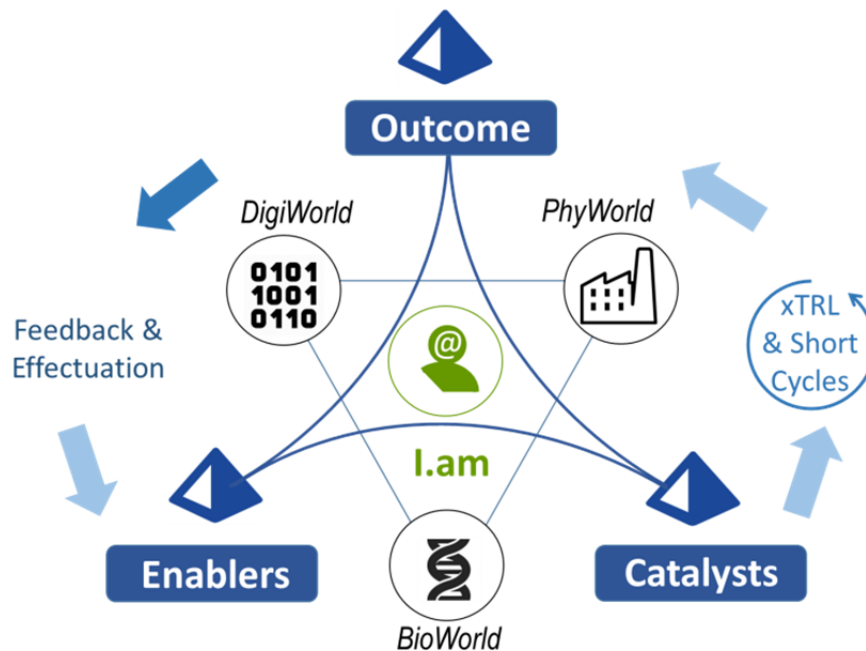 Outcome
DigiWorld
PhyWorld
0101
1001
0110
@
Feedback &
Effectuation
xTRL
& Short
Cycles
I.am
Enablers
Catalysts
BioWorld